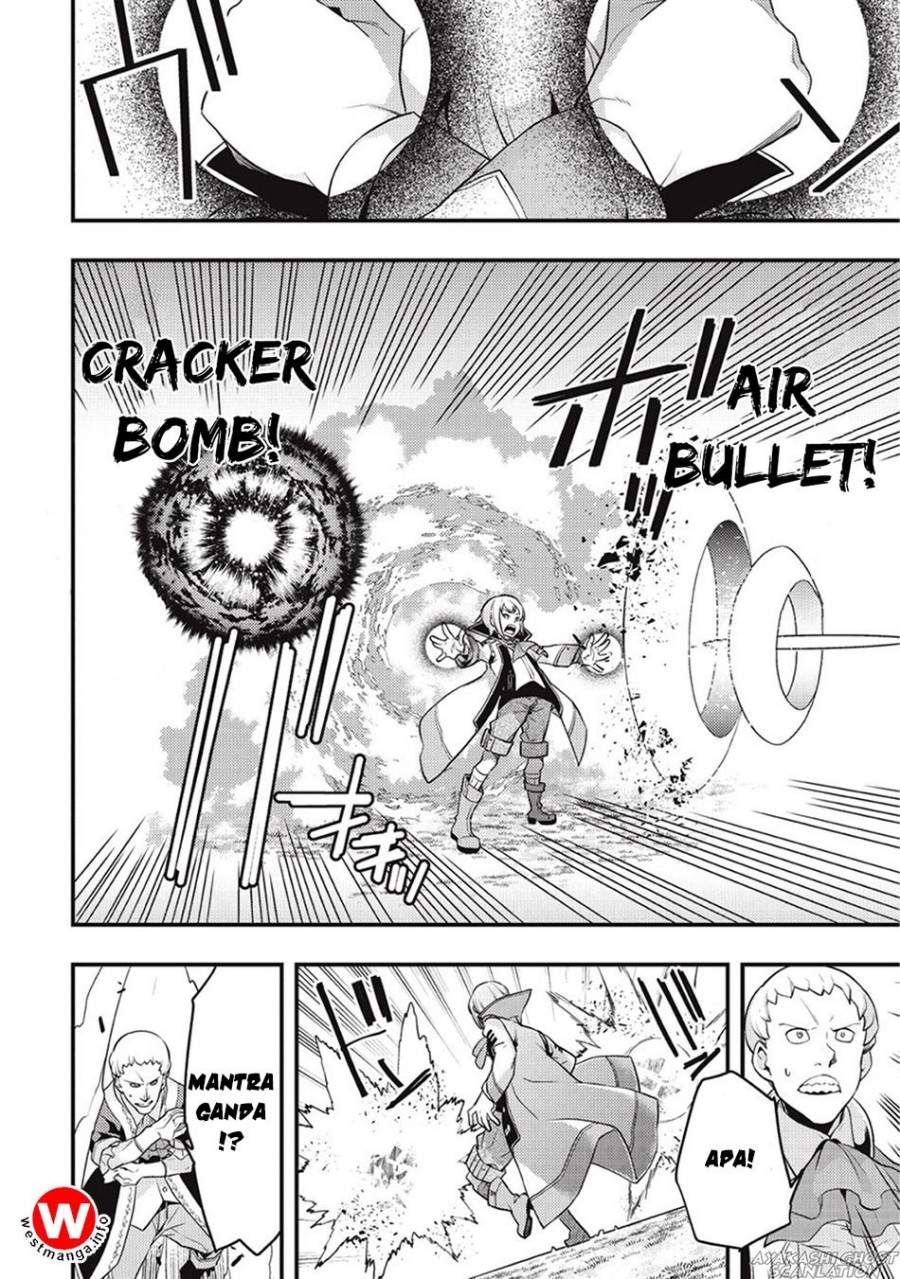 AIR
BULLET!
CRACKER
BOMB!
APA!
MANTRA
GANDA
!?
W
westmanga.info
AYAKASHI GHOST
SCANLATION